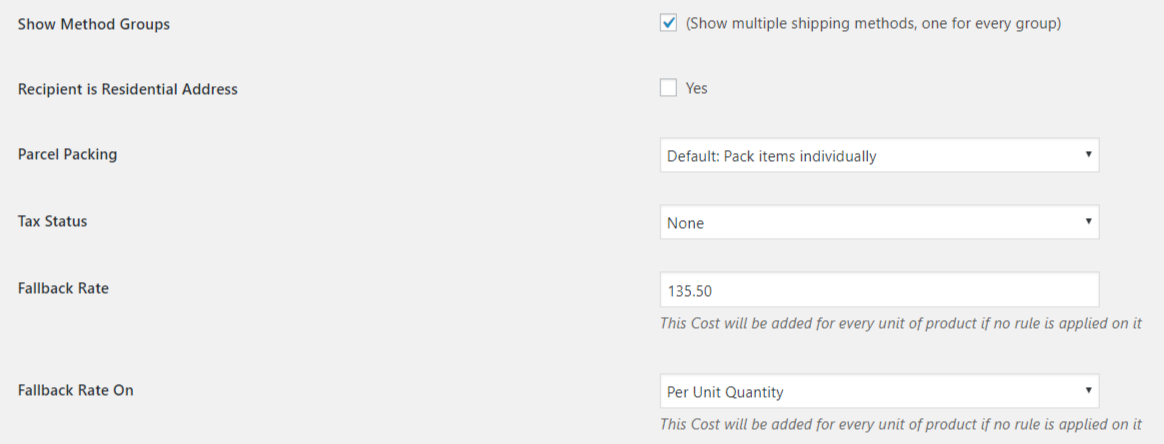 Show Method Groups
(Show multiple shipping methods, one for every group)
Recipient is Residential Address
Yes
Parcel Packing
Default: Pack items individually
Tax Status
None
Fallback Rate
135.50
This Cost will be added for every unit of product if no rule is applied on it
Fallback Rate On
Per Unit Quantity
This Cost will be added for every unit of product if no rule is applied on it